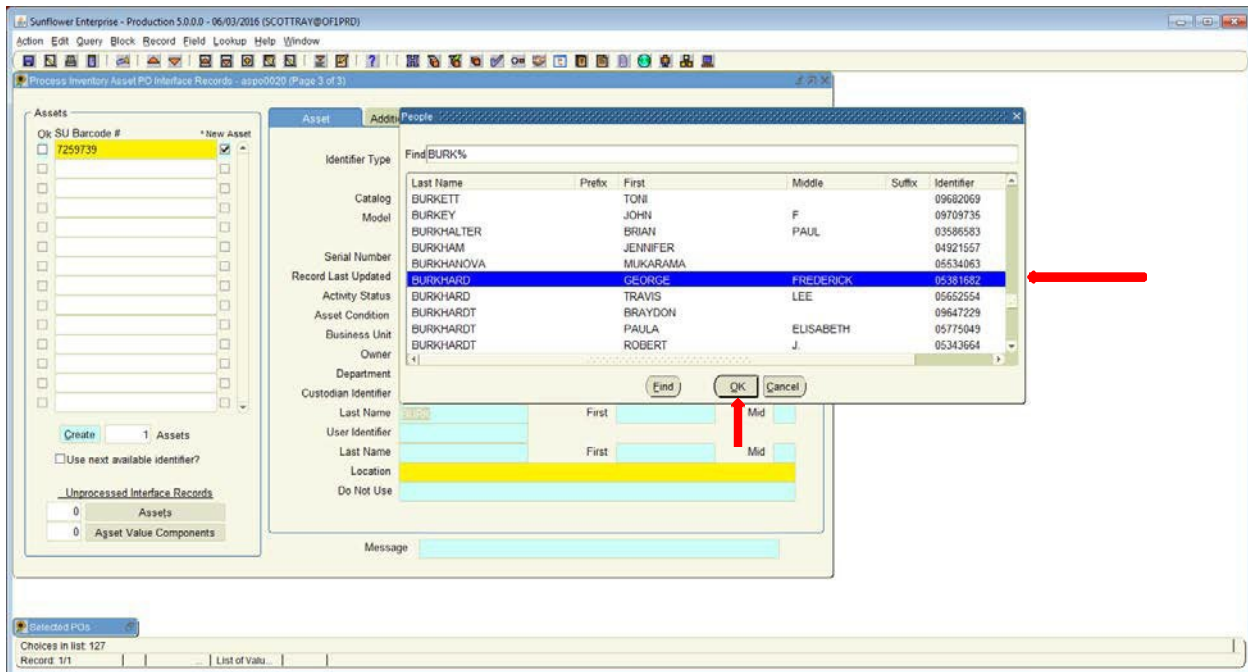 Sunflower Enterprise - Production 5.0.0.0 - 06/03/2016 (SCOTTRAY@OF1PRD)
Action Edit Query Block Record Field Lookup Help Window
Process Inventory Asset PO Interface Records - aspo0020 (Page 3 of 3)
Assets
Ok SU Barcode # * New Asset
7259739
Create 1 Assets
Use next available identifier?
Unprocessed Interface Records
0 Assets
0 Asset Value Components
Asset
Identifier Type
Catalog
Model
Serial Number
Record Last Updated
Activity Status
Asset Condition
Business Unit
Owner
Department
Custodian Identifier
Last Name First Mid
User Identifier
Last Name First Mid
Location
Do Not Use
Message
People
Find BURK%
Last Name Prefix First Middle Suffix Identifier
BURKETT TONI 09682069
BURKEY JOHN F 09709735
BURKHALTER BRIAN PAUL 03586583
BURKHAM JENNIFER 04921557
BURKHANOVA MUKARAMA 05534063
BURKHARD GEORGE FREDERICK 05381682
BURKHARD TRAVIS LEE 05652554
BURKHARDT BRAYDON 09647229
BURKHARDT PAULA ELISABETH 05775049
BURKHARDT ROBERT J. 05343664
Find OK Cancel
Selected POs
Choices in list: 127
Record: 1/1 ... List of Valu...